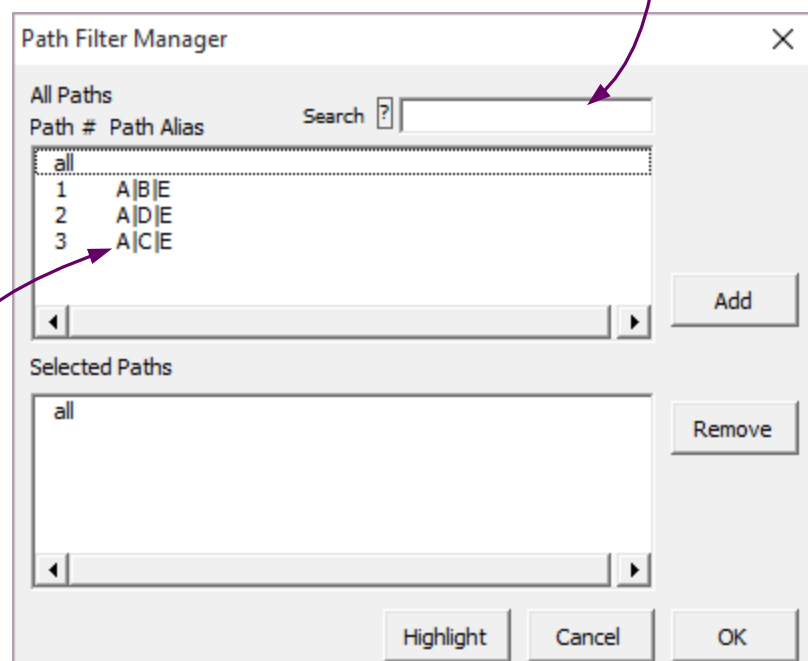 Path Filter Manager
All Paths
Search ?
Path # Path Alias
all
1 A|B|E
2 A|D|E
3 A|C|E
Add
Selected Paths
all
Remove
Highlight Cancel OK